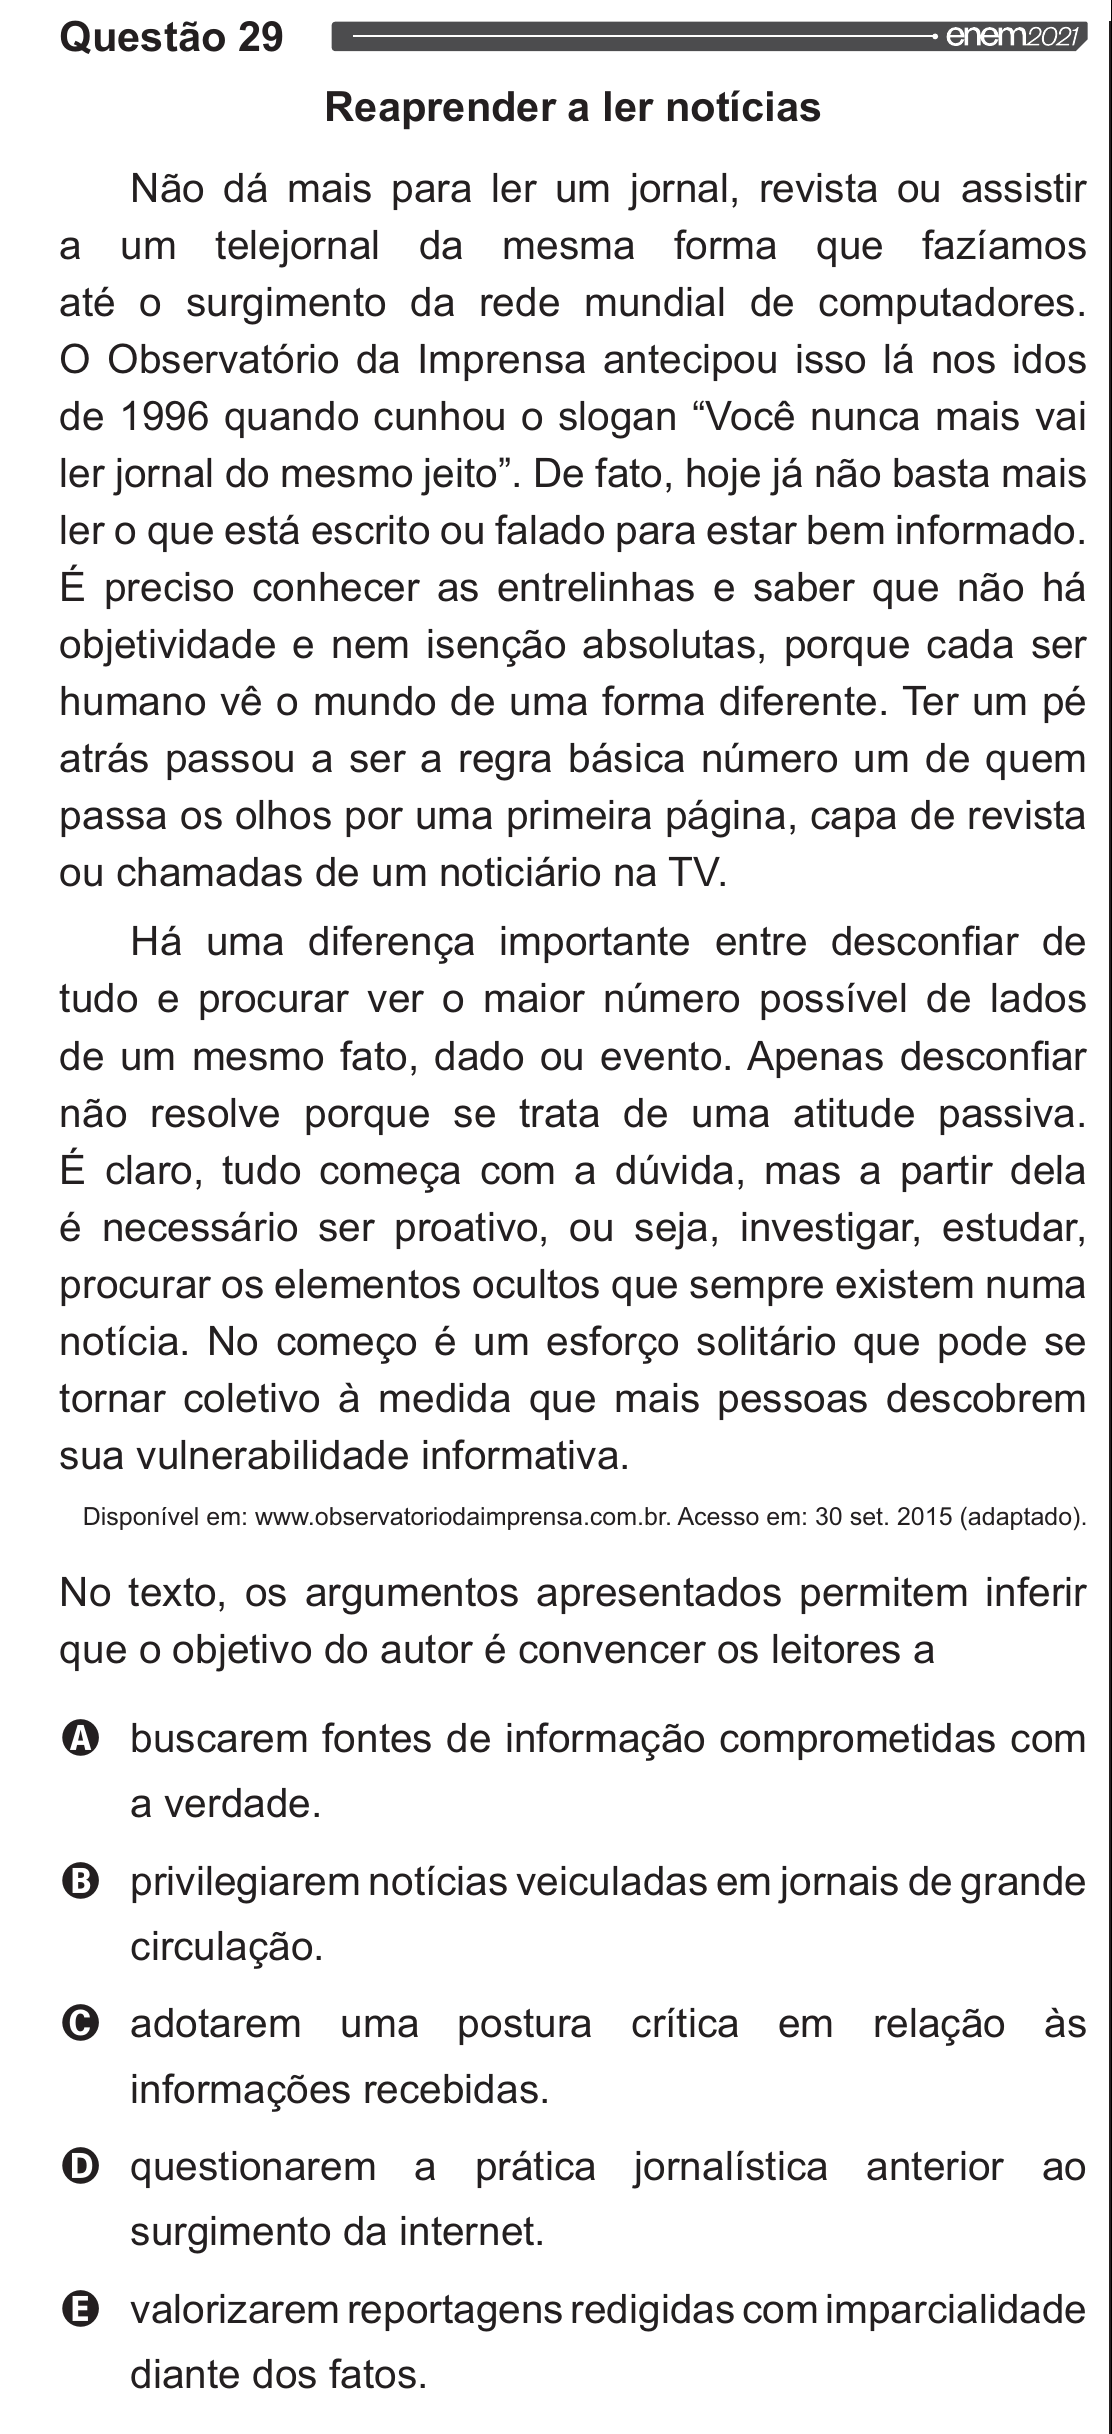 Questão 29
enem2021
Reaprender a ler notícias
Não dá mais para ler um jornal, revista ou assistir
a um telejornal da mesma forma que fazíamos
até o surgimento da rede mundial de computadores.
O Observatório da Imprensa antecipou isso lá nos idos
de 1996 quando cunhou o slogan “Você nunca mais vai
ler jornal do mesmo jeito”. De fato, hoje já não basta mais
ler o que está escrito ou falado para estar bem informado.
É preciso conhecer as entrelinhas e saber que não há
objetividade e nem isenção absolutas, porque cada ser
humano vê o mundo de uma forma diferente. Ter um pé
atrás passou a ser a regra básica número um de quem
passa os olhos por uma primeira página, capa de revista
ou chamadas de um noticiário na TV.
Há uma diferença importante entre desconfiar de
tudo e procurar ver o maior número possível de lados
de um mesmo fato, dado ou evento. Apenas desconfiar
não resolve porque se trata de uma atitude passiva.
É claro, tudo começa com a dúvida, mas a partir dela
é necessário ser proativo, ou seja, investigar, estudar,
procurar os elementos ocultos que sempre existem numa
notícia. No começo é um esforço solitário que pode se
tornar coletivo à medida que mais pessoas descobrem
sua vulnerabilidade informativa.
Disponível em: www.observatoriodaimprensa.com.br. Acesso em: 30 set. 2015 (adaptado).
No texto, os argumentos apresentados permitem inferir
que o objetivo do autor é convencer os leitores a
A buscarem fontes de informação comprometidas com
a verdade.
B privilegiarem notícias veiculadas em jornais de grande
circulação.
C adotarem uma postura crítica em relação às
informações recebidas.
D questionarem a prática jornalística anterior ao
surgimento da internet.
E valorizarem reportagens redigidas com imparcialidade
diante dos fatos.